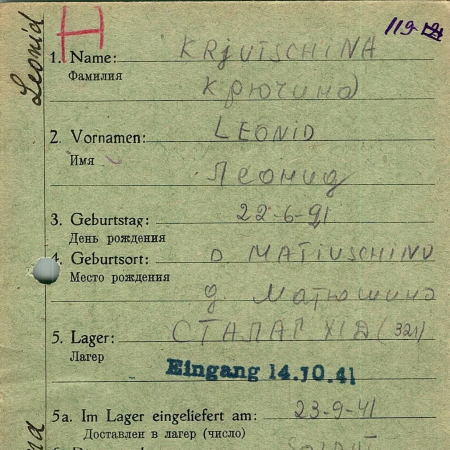 Leonid
H
119-
1. Name: KRjUTSCHINA
Фамилия
Крючина
2. Vornamen: LEONID
Имя
Леонид
3. Geburtstag: 22-6-91
День рождения
4. Geburtsort: D. MATIUSCHINO
Место рождения
д. Матюшино
5. Lager: СТАЛАГ XI D (321)
Лагер
Eingang 14.10.41
5a. Im Lager eingeliefert am: 23-9-41
Доставлен в лагер (число)
SOLDAT